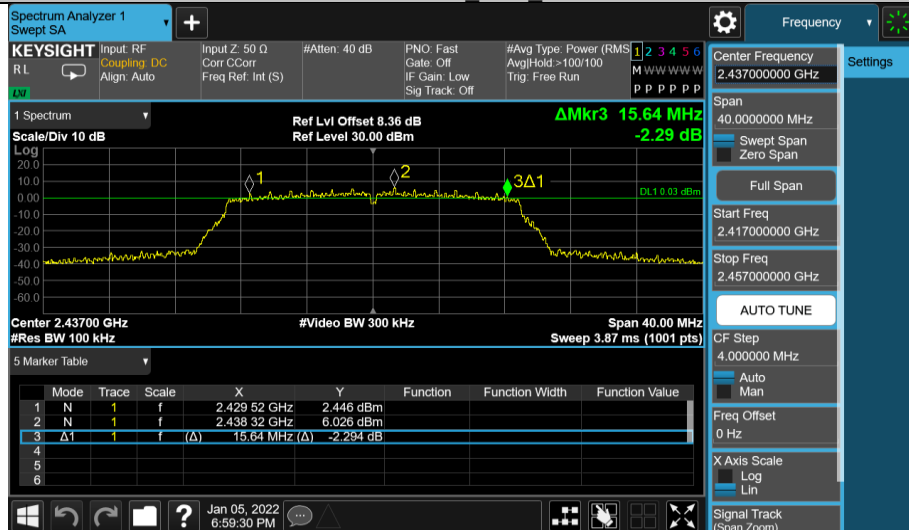 Spectrum Analyzer 1
Swept SA
+
Frequency
KEYSIGHT
RL
LXI
Input: RF
Coupling: DC
Align: Auto
Input Z: 50 Ω
Corr CCorr
Freq Ref: Int (S)
#Atten: 40 dB
PNO: Fast
Gate: Off
IF Gain: Low
Sig Track: Off
#Avg Type: Power (RMS
Avg|Hold:>100/100
Trig: Free Run
1 2 3 4 5 6
M W W W W W
P P P P P P
1 Spectrum
Scale/Div 10 dB
Ref Lvl Offset 8.36 dB
Ref Level 30.00 dBm
ΔMkr3 15.64 MHz
-2.29 dB
Log
20.0
10.0
0.00
-10.0
-20.0
-30.0
-40.0
-50.0
-60.0
1
2
3Δ1
DL1 0.03 dBm
Center 2.43700 GHz
#Res BW 100 kHz
#Video BW 300 kHz
Span 40.00 MHz
Sweep 3.87 ms (1001 pts)
5 Marker Table
Mode Trace Scale X Y Function Function Width Function Value
1 N 1 f 2.429 52 GHz 2.446 dBm
2 N 1 f 2.438 32 GHz 6.026 dBm
3 Δ1 1 f (Δ) 15.64 MHz (Δ) -2.294 dB
4
5
6
Center Frequency
2.437000000 GHz
Settings
Span
40.0000000 MHz
Swept Span
Zero Span
Full Span
Start Freq
2.417000000 GHz
Stop Freq
2.457000000 GHz
AUTO TUNE
CF Step
4.000000 MHz
Auto
Man
Freq Offset
0 Hz
X Axis Scale
Log
Lin
Signal Track
(Span Zoom)
?
Jan 05, 2022
6:59:30 PM